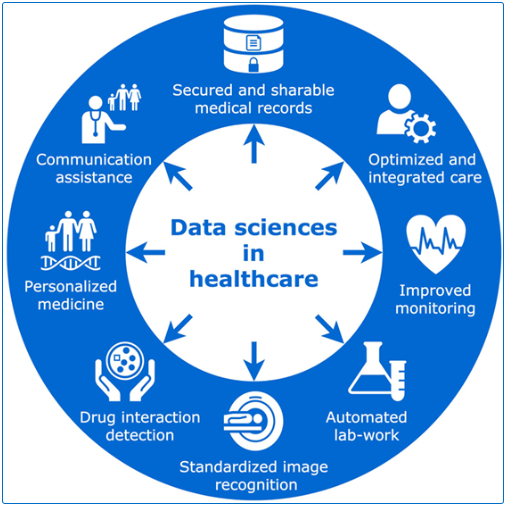 Secured and sharable
medical records
Optimized and
integrated care
Improved
monitoring
Automated
lab-work
Standardized image
recognition
Drug interaction
detection
Personalized
medicine
Communication
assistance
Data sciences
in
healthcare